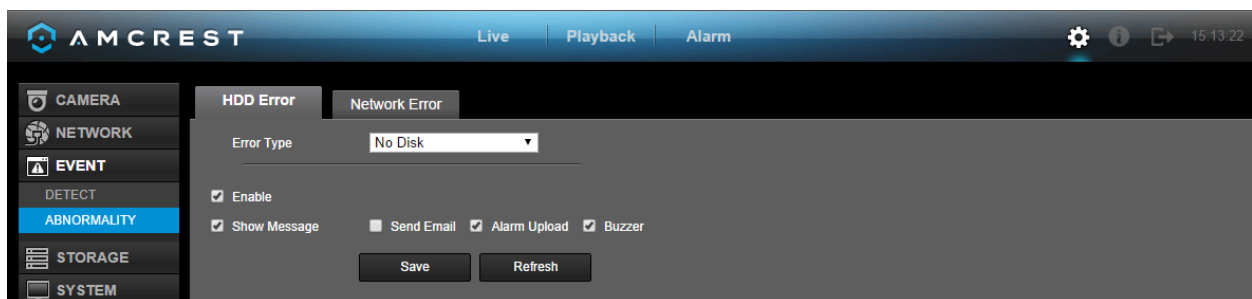 AMCREST Live Playback Alarm 15:13:22
CAMERA
NETWORK
EVENT
DETECT
ABNORMALITY
STORAGE
SYSTEM
HDD Error Network Error
Error Type No Disk
Enable
Show Message Send Email Alarm Upload Buzzer
Save Refresh